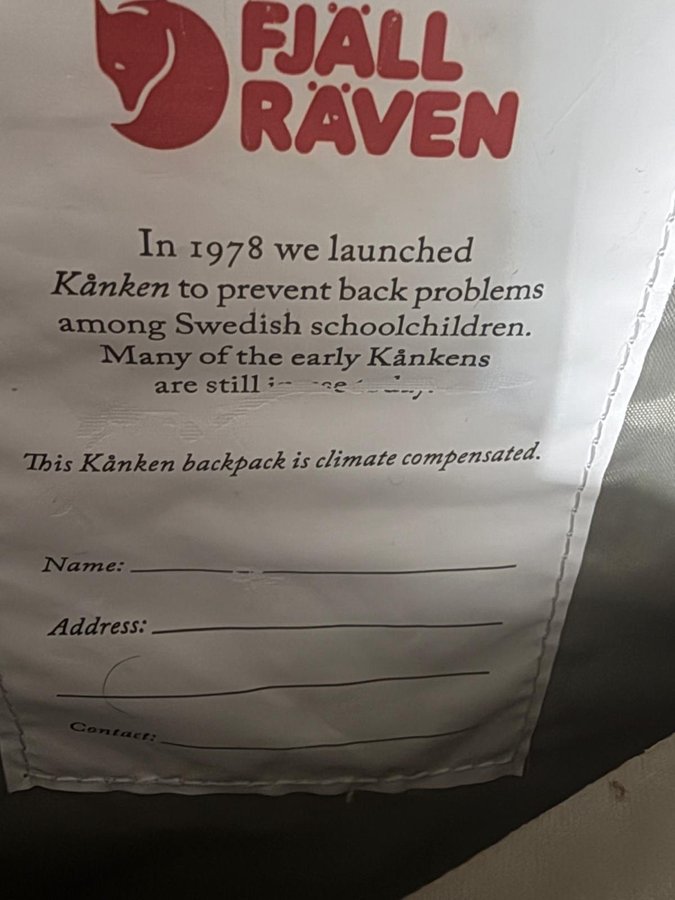 FJÄLL
RÄVEN
In 1978 we launched
Kånken to prevent back problems
among Swedish schoolchildren.
Many of the early Kånkens
are still
This Kånken backpack is climate compensated.
Name:
Address:
Contact: